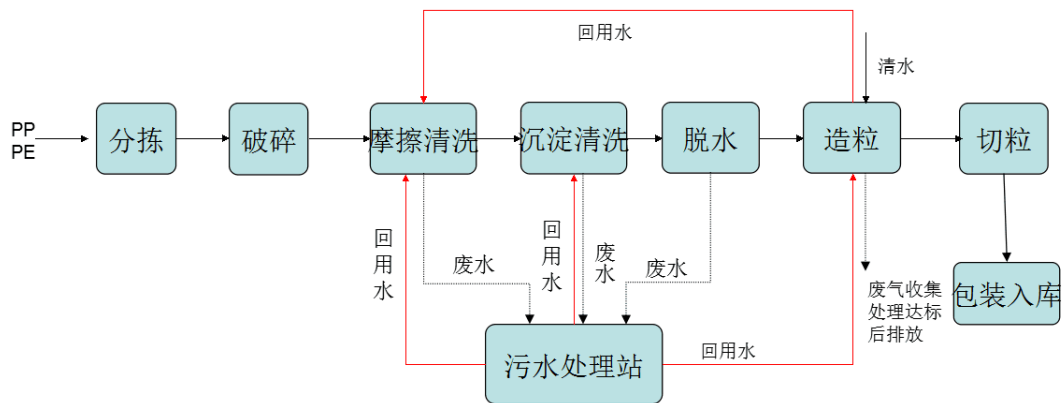 回用水
清水
PP
PE
分拣
破碎
摩擦清洗
沉淀清洗
脱水
造粒
切粒
回
用
水
废水
回
用
水
废
水
废水
废气收集
处理达标
后排放
包装入库
污水处理站
回用水